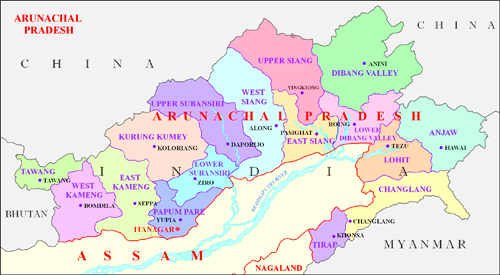 ARUNACHAL
PRADESH
CHINA
CHINA
UPPER SIANG
ANINI
DIBANG VALLEY
YINGKIONG
UPPER SUBANSIRI
WEST
SIANG
ARUNACHAL PRADESH
ROING
LOWER
DIBANG VALLEY
ANJAW
KURUNG KUMEY
ALONG
PASIGHAT
EAST SIANG
KOLORIANG
DAPORIJO
TEZU
HAWAI
LOHIT
TAWANG
TAWANG
INDIA
LOWER
SUBANSIRI
ZIRO
WEST
KAMENG
EAST
KAMENG
CHANGLANG
BHUTAN
BOMDILA
SEPPA
PAPUM PARE
YUPIA
ITANAGAR
BRAHMAPUTRA RIVER
CHANGLANG
KHONSA
TIRAP
MYANMAR
ASSAM
NAGALAND